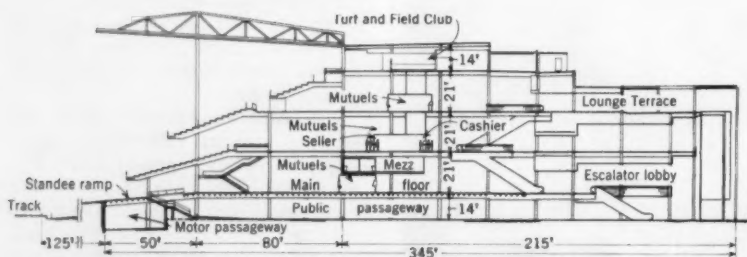 Turf and Field Club
14'
21'
Mutuels
Lounge Terrace
Mutuels
Seller
Cashier
21'
Mutuels
Mezz
Escalator lobby
Standee ramp
Main floor
21'
Track
Public passageway
14'
Motor passageway
125'
50'
80'
215'
345'